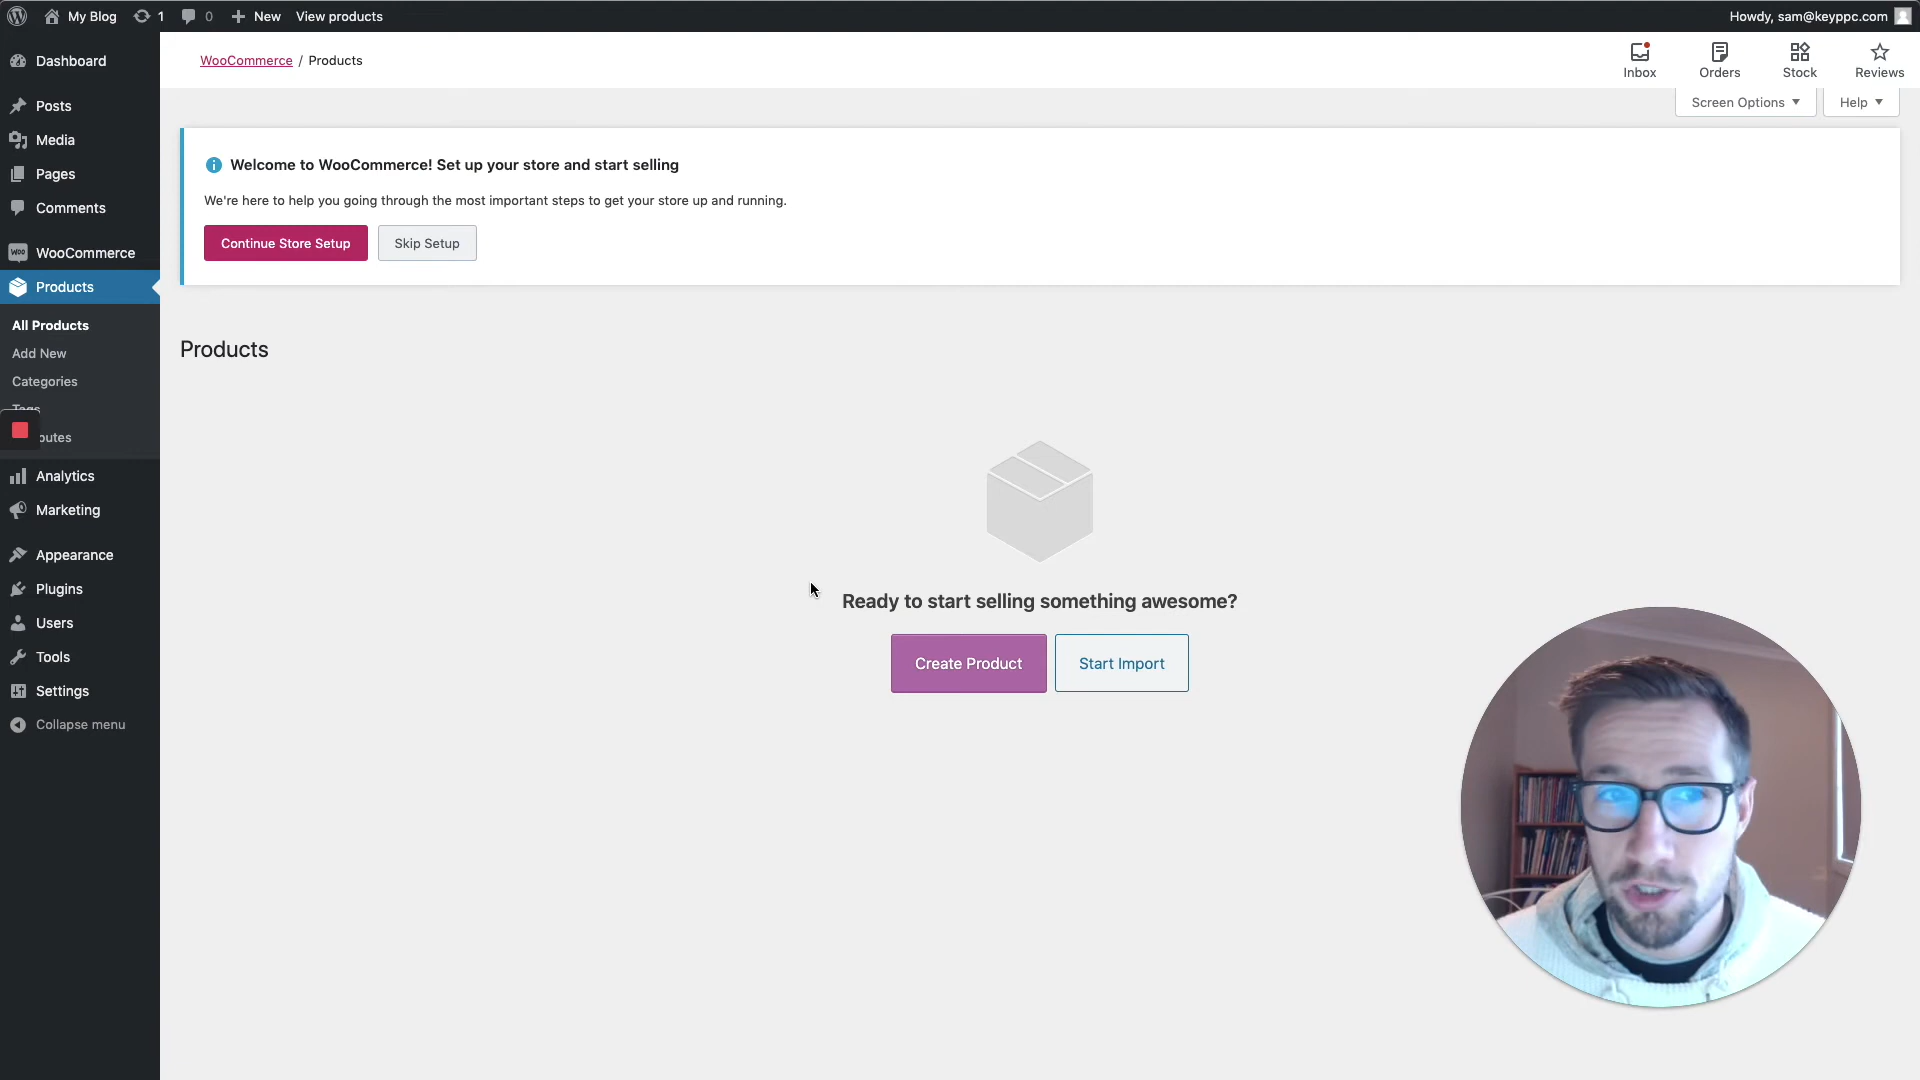 My Blog 1 0 New View products Howdy, sam@keyppc.com
Dashboard
Posts
Media
Pages
Comments
WooCommerce
Products
All Products
Add New
Categories
Tags
butes
Analytics
Marketing
Appearance
Plugins
Users
Tools
Settings
Collapse menu
WooCommerce / Products
Inbox Orders Stock Reviews
Screen Options Help
Welcome to WooCommerce! Set up your store and start selling
We're here to help you going through the most important steps to get your store up and running.
Continue Store Setup Skip Setup
Products
Ready to start selling something awesome?
Create Product Start Import